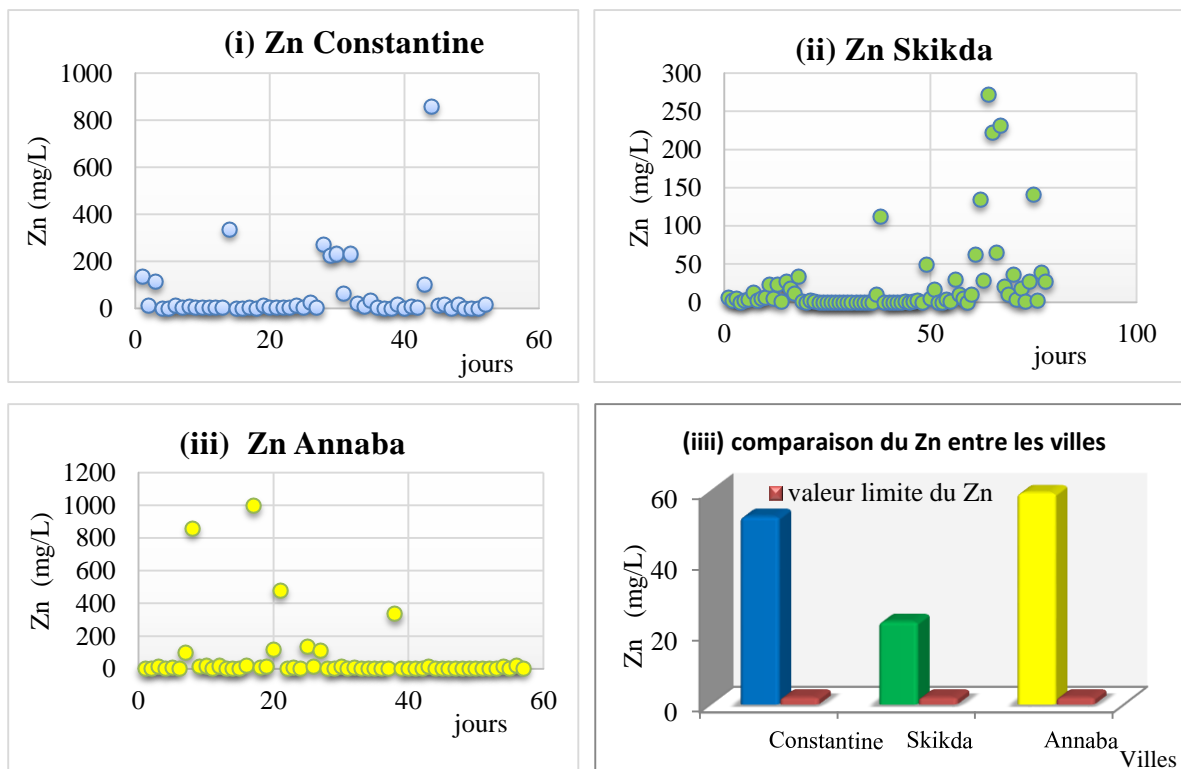 (i) Zn Constantine
1000
800
600
400
200
0
0 20 40 60
Zn (mg/L)
jours
(ii) Zn Skikda
300
250
200
150
100
50
0
0 50 100
Zn (mg/L)
jours
(iii) Zn Annaba
1200
1000
800
600
400
200
0
0 20 40 60
Zn (mg/L)
jours
(iiii) comparaison du Zn entre les villes
valeur limite du Zn
60
40
20
0
Zn (mg/L)
Constantine Skikda Annaba
Villes